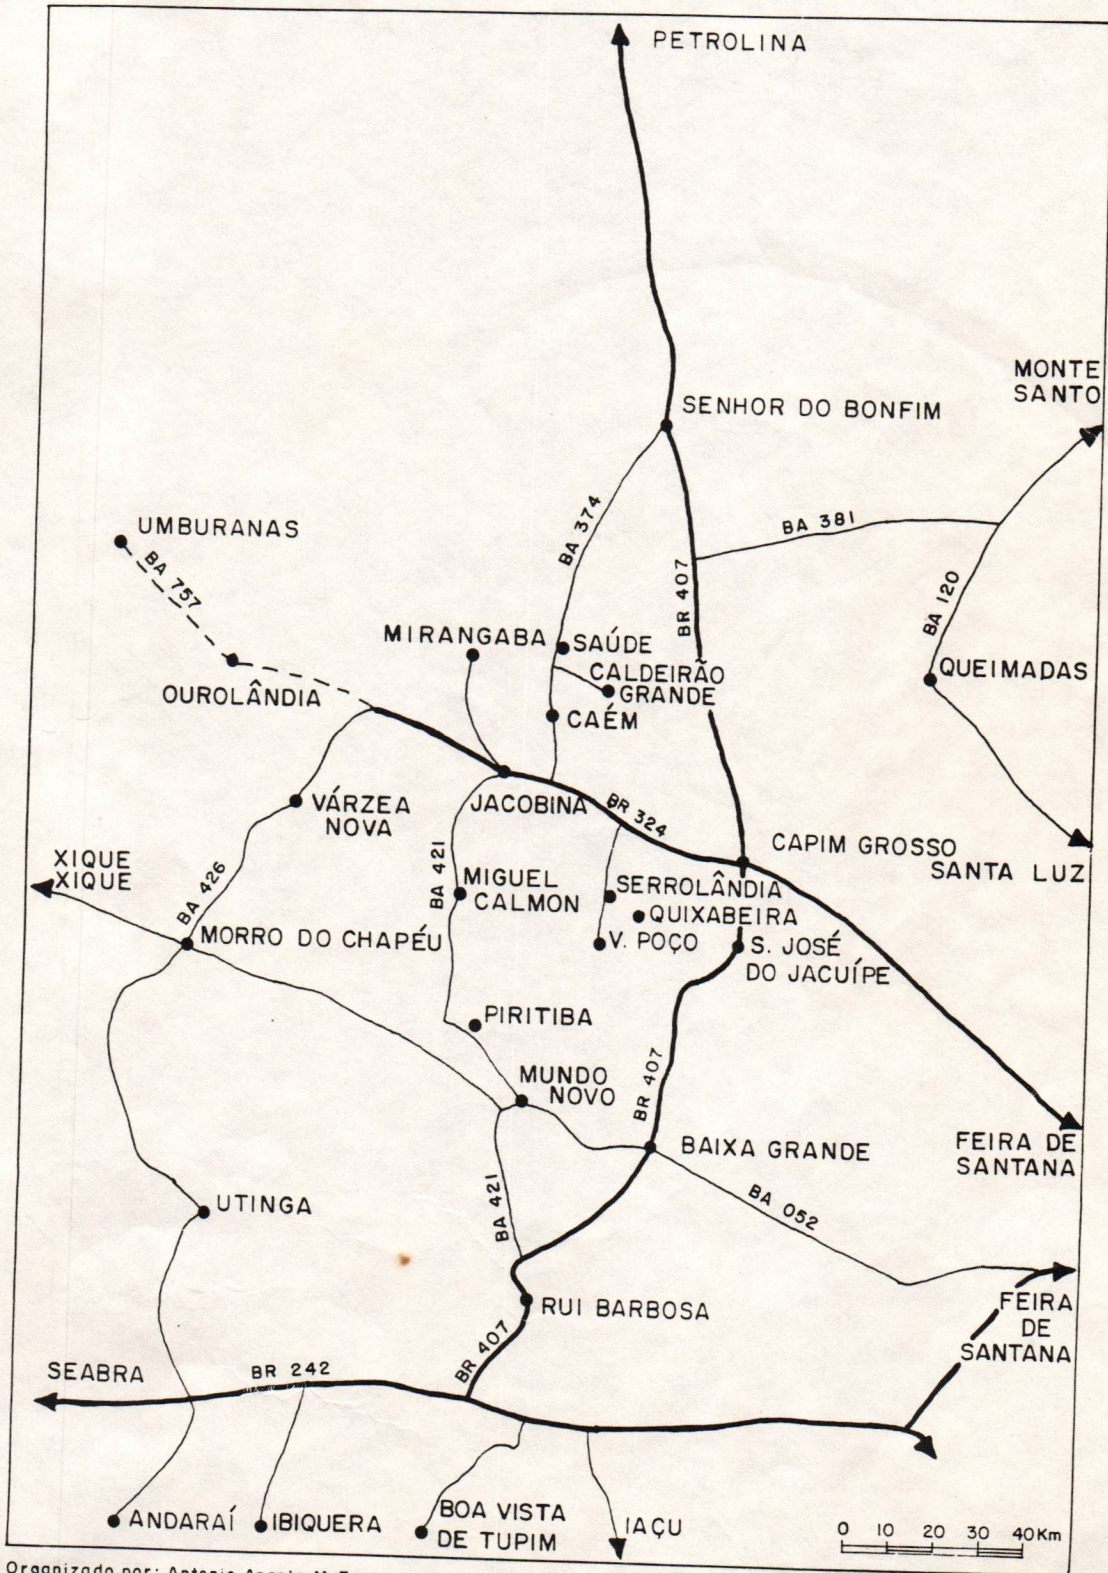 PETROLINA
MONTE
SANTO
SENHOR DO BONFIM
UMBURANAS
BA 374
BA 381
BA 757
BR 407
BA 120
MIRANGABA
SAÚDE
CALDEIRÃO
GRANDE
QUEIMADAS
OUROLÂNDIA
CAÉM
VÁRZEA
NOVA
JACOBINA
BR 324
CAPIM GROSSO
SANTA LUZ
XIQUE
XIQUE
BA 426
BA 421
MIGUEL
CALMON
SERROLÂNDIA
QUIXABEIRA
MORRO DO CHAPÉU
V. POÇO
S. JOSÉ
DO JACUÍPE
PIRITIBA
MUNDO
NOVO
BR 407
BAIXA GRANDE
FEIRA DE
SANTANA
UTINGA
BA 421
BA 052
RUI BARBOSA
FEIRA
DE
SANTANA
SEABRA
BR 242
BR 407
ANDARAÍ
IBIQUERA
BOA VISTA
DE TUPIM
IAÇU
0 10 20 30 40Km
Organizado por: Antonio